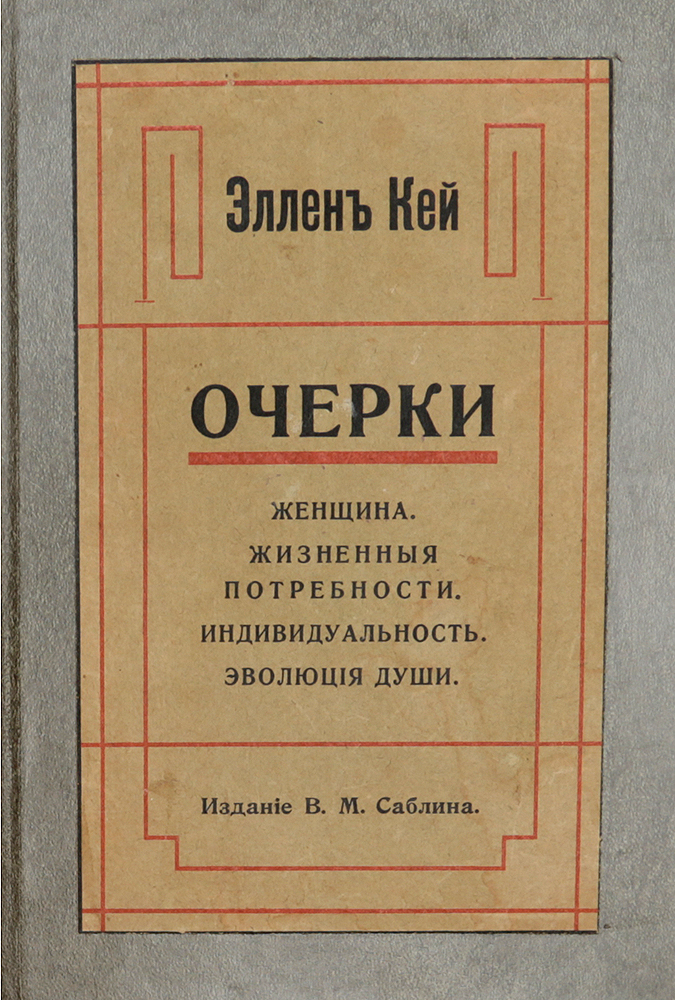 Элленъ Кей
ОЧЕРКИ
ЖЕНЩИНА.
ЖИЗНЕННЫЯ
ПОТРЕБНОСТИ.
ИНДИВИДУАЛЬНОСТЬ.
ЭВОЛЮЦІЯ ДУШИ.
Изданіе В. М. Саблина.